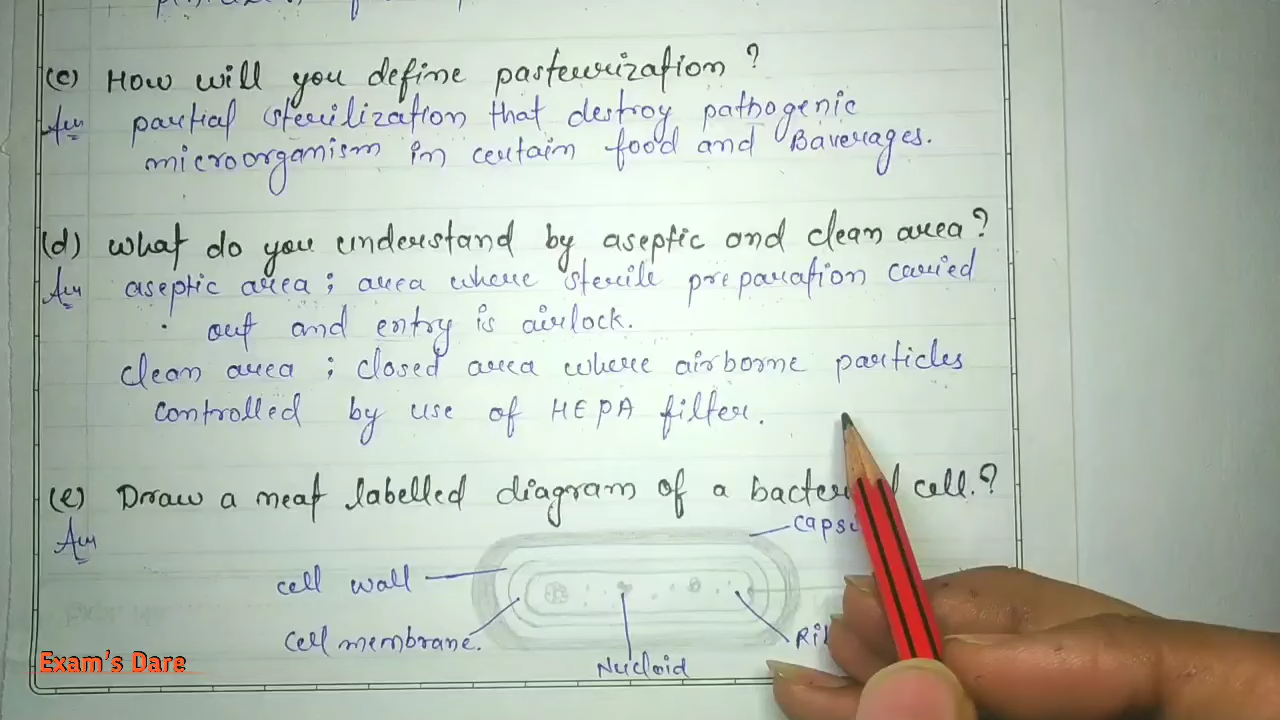 (c) How will you define pasteurization?
Ans partial sterilization that destroy pathogenic
microorganism in certain food and Baverages.
(d) what do you understand by aseptic and clean area?
Ans aseptic area; area where sterile preparation carried
out and entry is airlock.
clean area; closed area where airborne particles
controlled by use of HEPA filter.
(e) Draw a neat labelled diagram of a bacterial cell.?
Ans
cell wall
cell membrane.
Nucloid
Exam's Dare